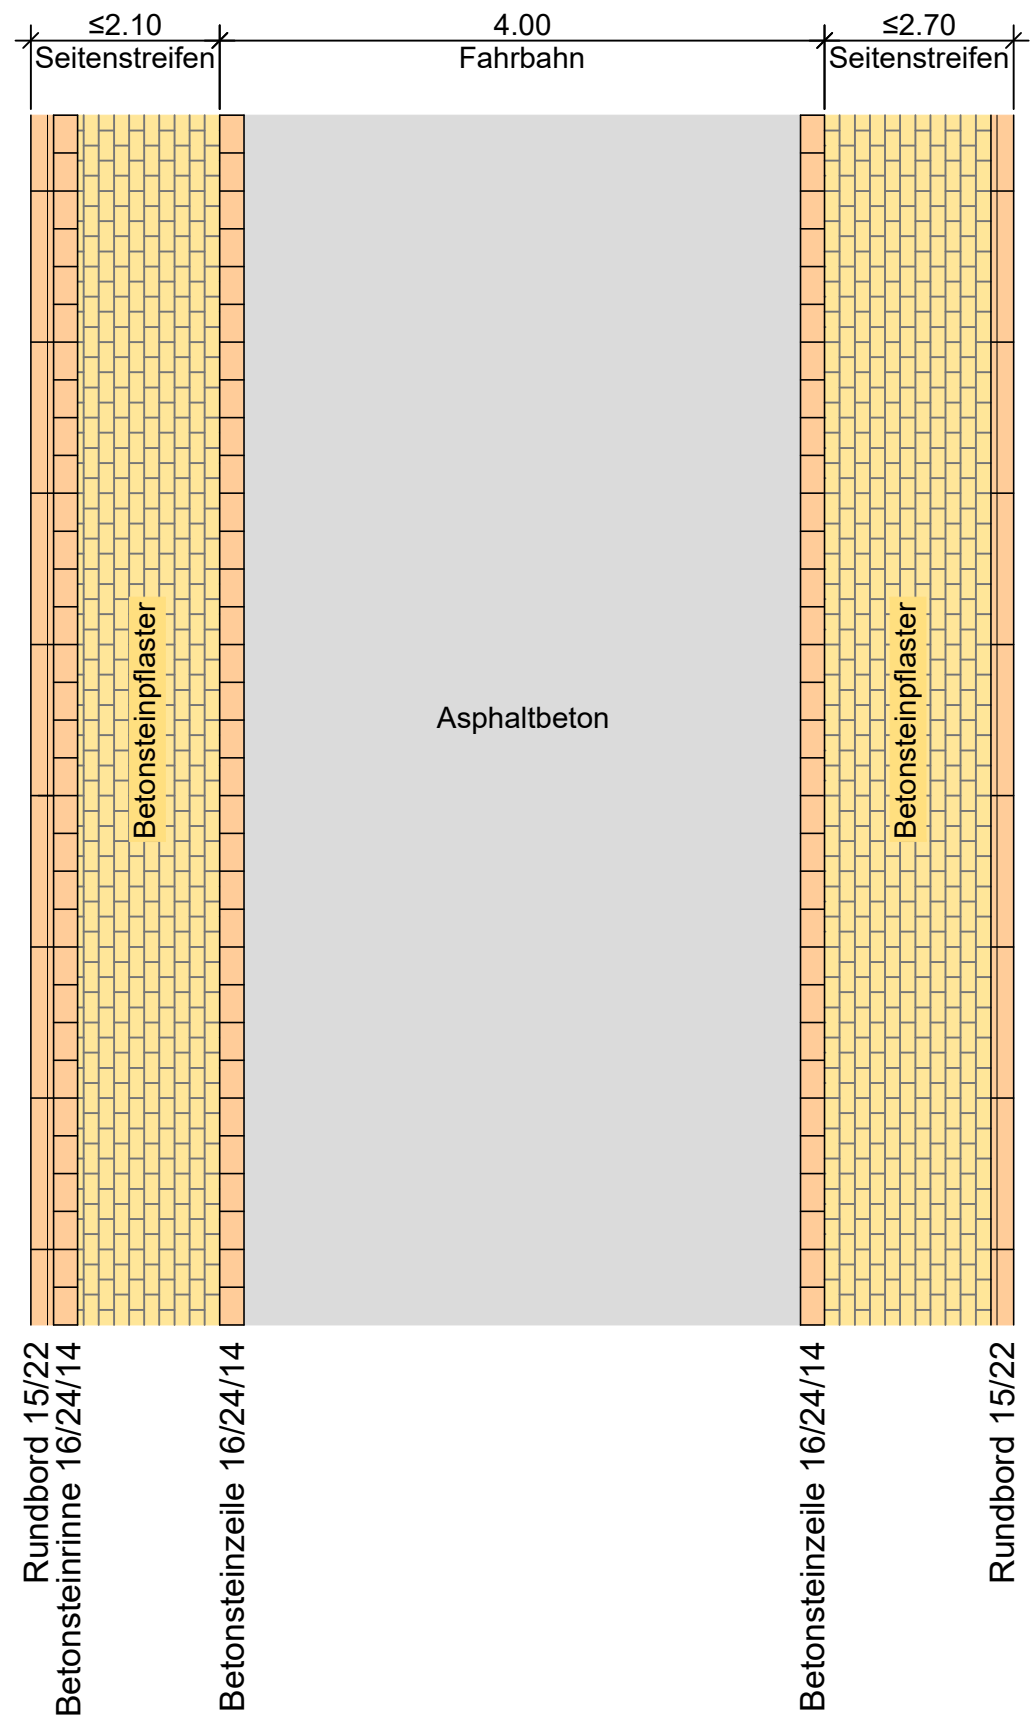 ≤2.10
4.00
≤2.70
Seitenstreifen
Fahrbahn
Seitenstreifen
Betonsteinpflaster
Asphaltbeton
Betonsteinpflaster
Rundbord 15/22
Betonsteinrinne 16/24/14
Betonsteinzeile 16/24/14
Betonsteinzeile 16/24/14
Rundbord 15/22